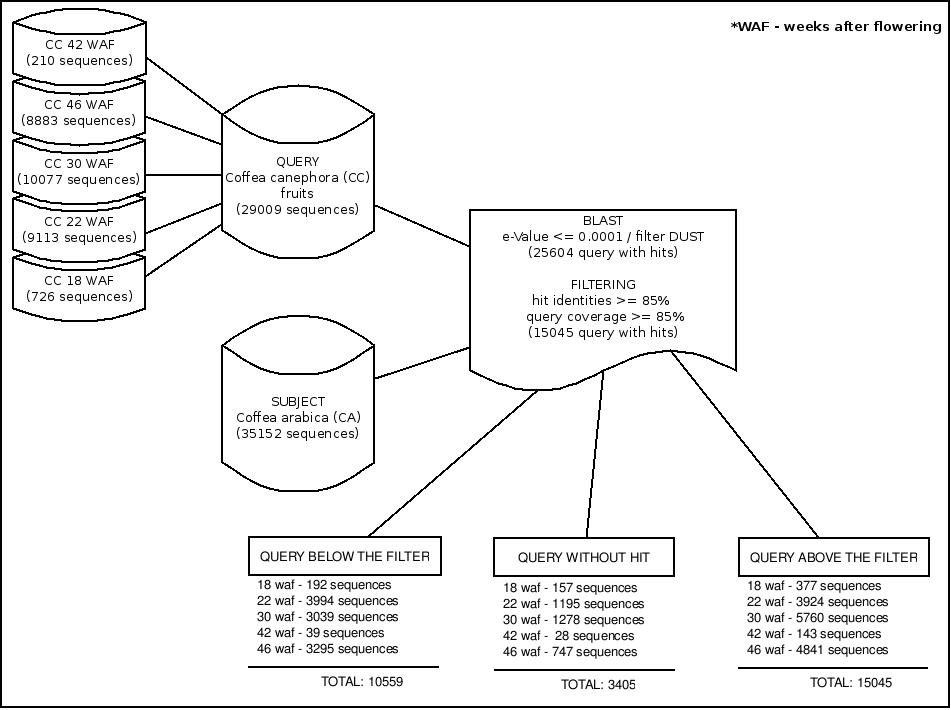 *WAF - weeks after flowering
CC 42 WAF
(210 sequences)
CC 46 WAF
(8883 sequences)
CC 30 WAF
(10077 sequences)
CC 22 WAF
(9113 sequences)
CC 18 WAF
(726 sequences)
QUERY
Coffea canephora (CC)
fruits
(29009 sequences)
SUBJECT
Coffea arabica (CA)
(35152 sequences)
BLAST
e-Value <= 0.0001 / filter DUST
(25604 query with hits)
FILTERING
hit identities >= 85%
query coverage >= 85%
(15045 query with hits)
QUERY BELOW THE FILTER
18 waf - 192 sequences
22 waf - 3994 sequences
30 waf - 3039 sequences
42 waf - 39 sequences
46 waf - 3295 sequences
TOTAL: 10559
QUERY WITHOUT HIT
18 waf - 157 sequences
22 waf - 1195 sequences
30 waf - 1278 sequences
42 waf - 28 sequences
46 waf - 747 sequences
TOTAL: 3405
QUERY ABOVE THE FILTER
18 waf - 377 sequences
22 waf - 3924 sequences
30 waf - 5760 sequences
42 waf - 143 sequences
46 waf - 4841 sequences
TOTAL: 15045